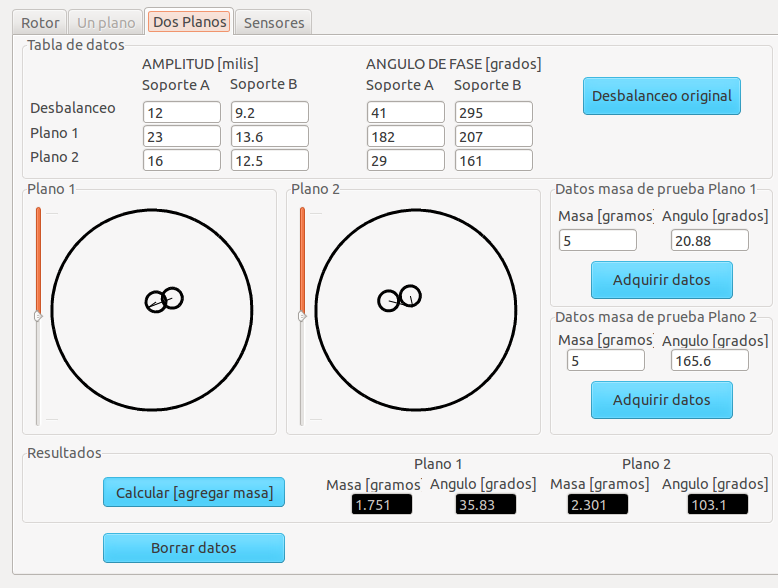 Rotor Un plano Dos Planos Sensores
Tabla de datos
AMPLITUD [milis] ANGULO DE FASE [grados]
Soporte A Soporte B Soporte A Soporte B
Desbalanceo 12 9.2 41 295
Desbalanceo original
Plano 1 23 13.6 182 207
Plano 2 16 12.5 29 161
Plano 1
Plano 2
Datos masa de prueba Plano 1
Masa [gramos] Angulo [grados]
5 20.88
Adquirir datos
Datos masa de prueba Plano 2
Masa [gramos] Angulo [grados]
5 165.6
Adquirir datos
Resultados
Plano 1 Plano 2
Masa [gramos] Angulo [grados] Masa [gramos] Angulo [grados]
Calcular [agregar masa] 1.751 35.83 2.301 103.1
Borrar datos